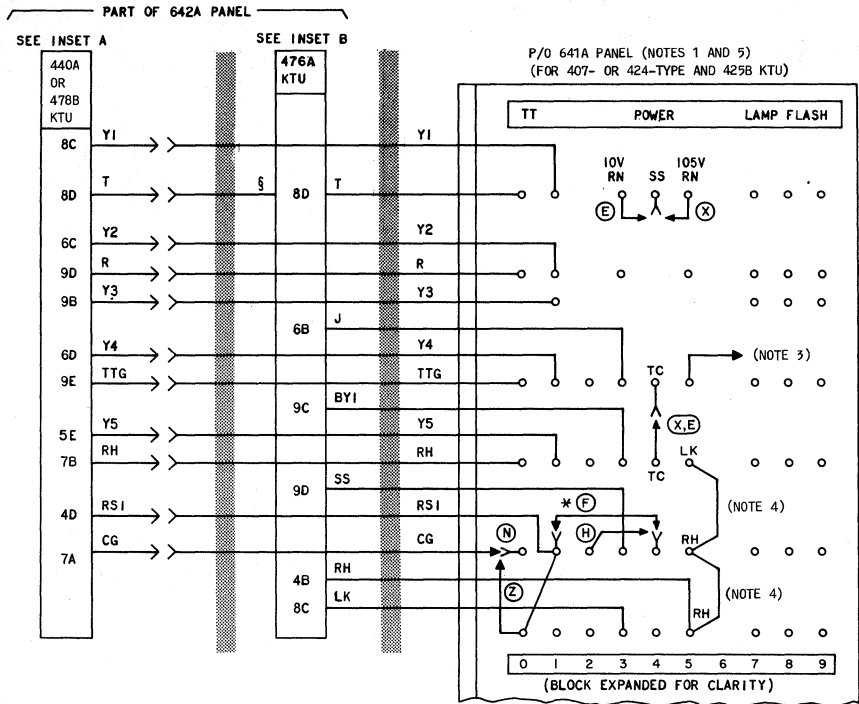 PART OF 642A PANEL
SEE INSET A
SEE INSET B
P/O 641A PANEL (NOTES 1 AND 5)
(FOR 407- OR 424-TYPE AND 425B KTU)
440A
OR
478B
KTU
476A
KTU
TT POWER LAMP FLASH
8C Y1 Y1
10V
RN
SS
105V
RN
8D T § 8D T
E X
6C Y2 Y2
9D R R
9B Y3 Y3
6B J
6D Y4 Y4
TC (NOTE 3)
9E TTG TTG
9C BY1
5E Y5 Y5
X,E
7B RH RH
LK
TC
9D SS
4D RS1 RS1
* F
(NOTE 4)
7A CG CG
N H RH
4B RH
Z
(NOTE 4)
8C LK
RH
0 1 2 3 4 5 6 7 8 9
(BLOCK EXPANDED FOR CLARITY)